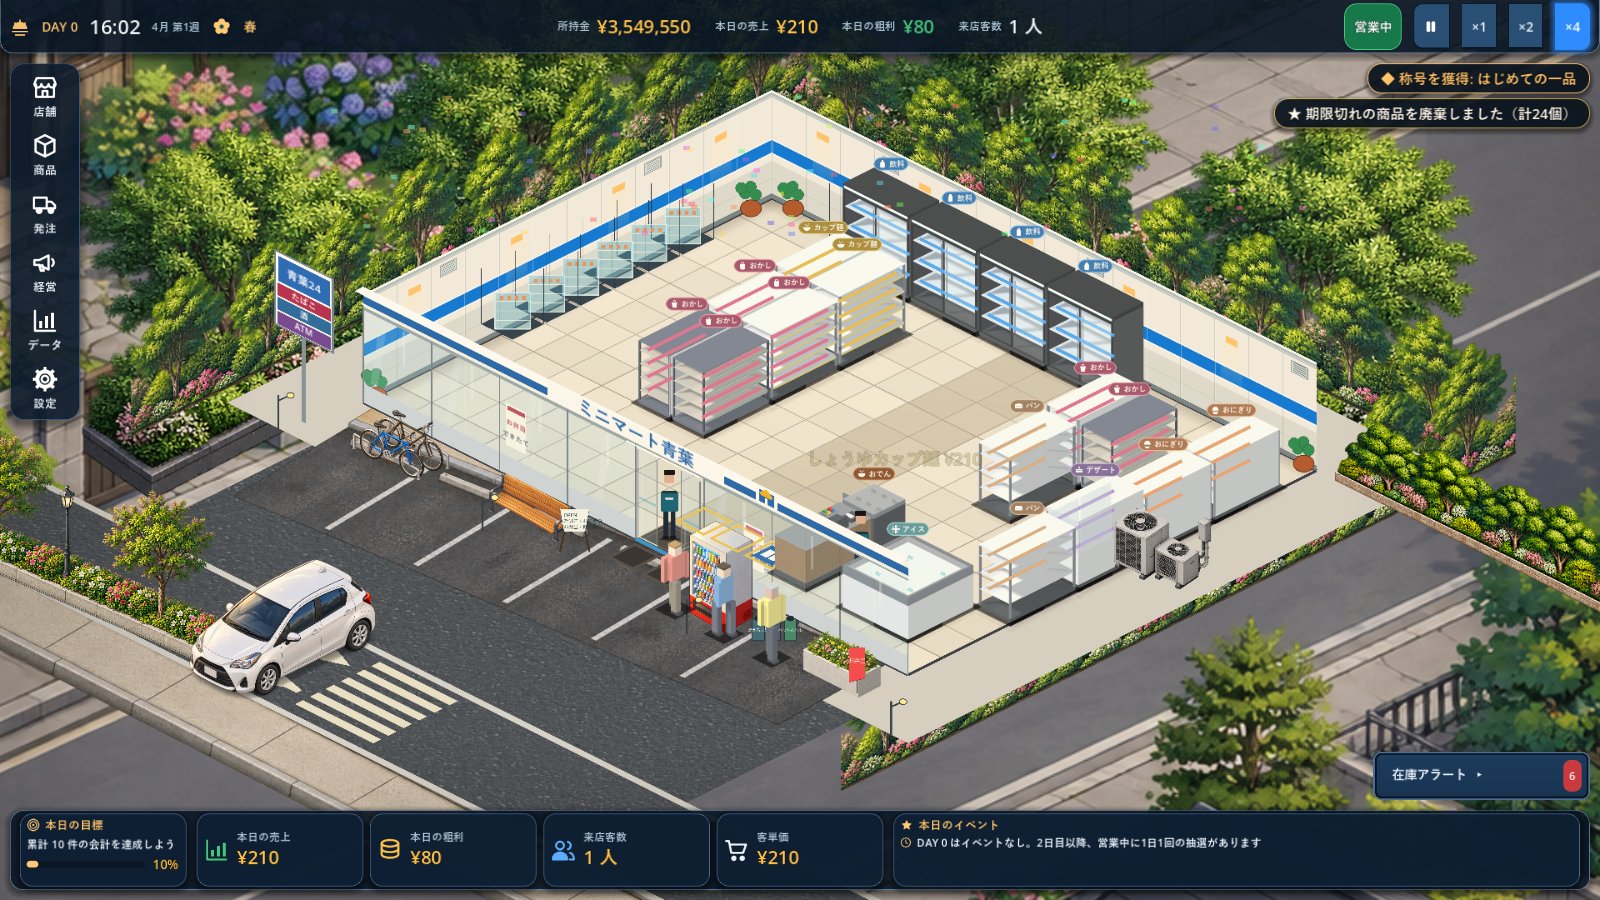 DAY 0 16:02 4月 第1週 春
所持金 ¥3,549,550 本日の売上 ¥210 本日の粗利 ¥80 来店客数 1 人
営業中 ×1 ×2 ×4
◆ 称号を獲得: はじめての一品
★ 期限切れの商品を廃棄しました（計24個）
店舗
商品
発注
経営
データ
設定
飲料
飲料
飲料
飲料
カップ麺
カップ麺
おかし
おかし
おかし
おかし
おかし
おかし
パン
おにぎり
おにぎり
デザート
パン
おでん
アイス
しょうゆカップ麺 ¥210
青葉24
たばこ
酒
ATM
ミニマート青葉
お弁当
できたて
在庫アラート 6
本日の目標
累計 10 件の会計を達成しよう
10%
本日の売上
¥210
本日の粗利
¥80
来店客数
1 人
客単価
¥210
★ 本日のイベント
DAY 0 はイベントなし。2日目以降、営業中に1日1回の抽選があります